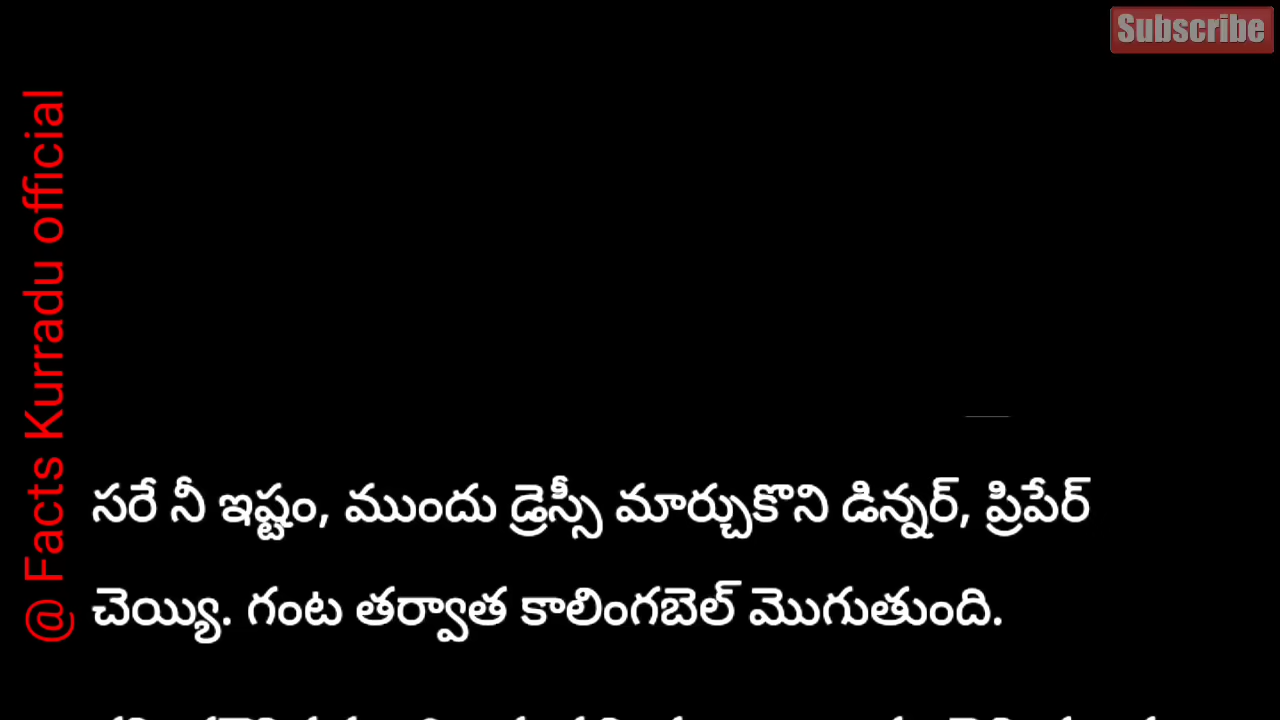 Subscribe
@ Facts Kurradu official
సరే నీ ఇష్టం, ముందు డ్రెస్సీ మార్చుకొని డిన్నర్, ప్రిపేర్
చెయ్యి. గంట తర్వాత కాలింగబెల్ మొగుతుంది.